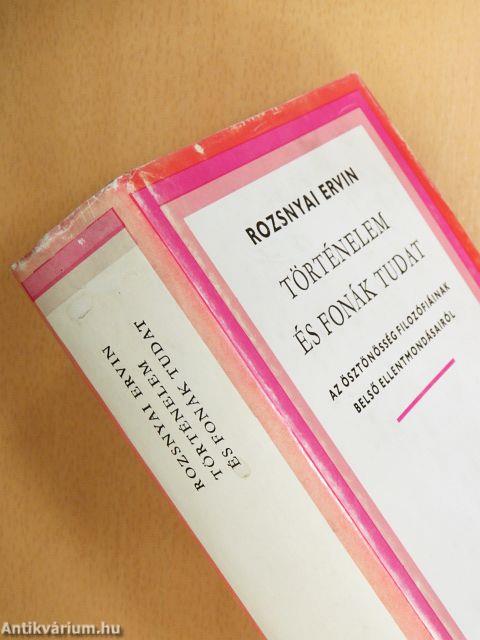 ROZSNYAI ERVIN
TÖRTÉNELEM
ÉS FONÁK TUDAT
AZ ÖSZTÖNÖSSÉG FILOZÓFIÁINAK
BELSŐ ELLENTMONDÁSAIRÓL
ROZSNYAI ERVIN
TÖRTÉNELEM
ÉS FONÁK TUDAT
Antikvárium.hu